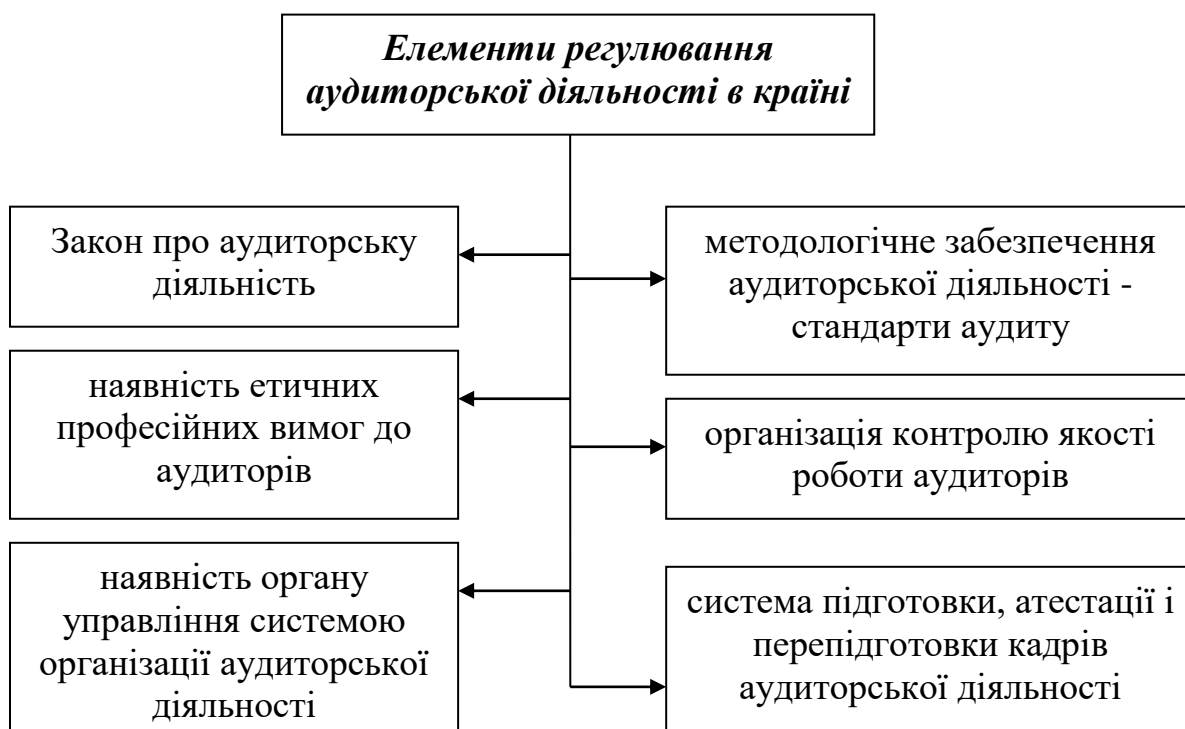 Елементи регулювання
аудиторської діяльності в країні
Закон про аудиторську
діяльність
методологічне забезпечення
аудиторської діяльності -
стандарти аудиту
наявність етичних
професійних вимог до
аудиторів
організація контролю якості
роботи аудиторів
наявність органу
управління системою
організації аудиторської
діяльності
система підготовки, атестації і
перепідготовки кадрів
аудиторської діяльності